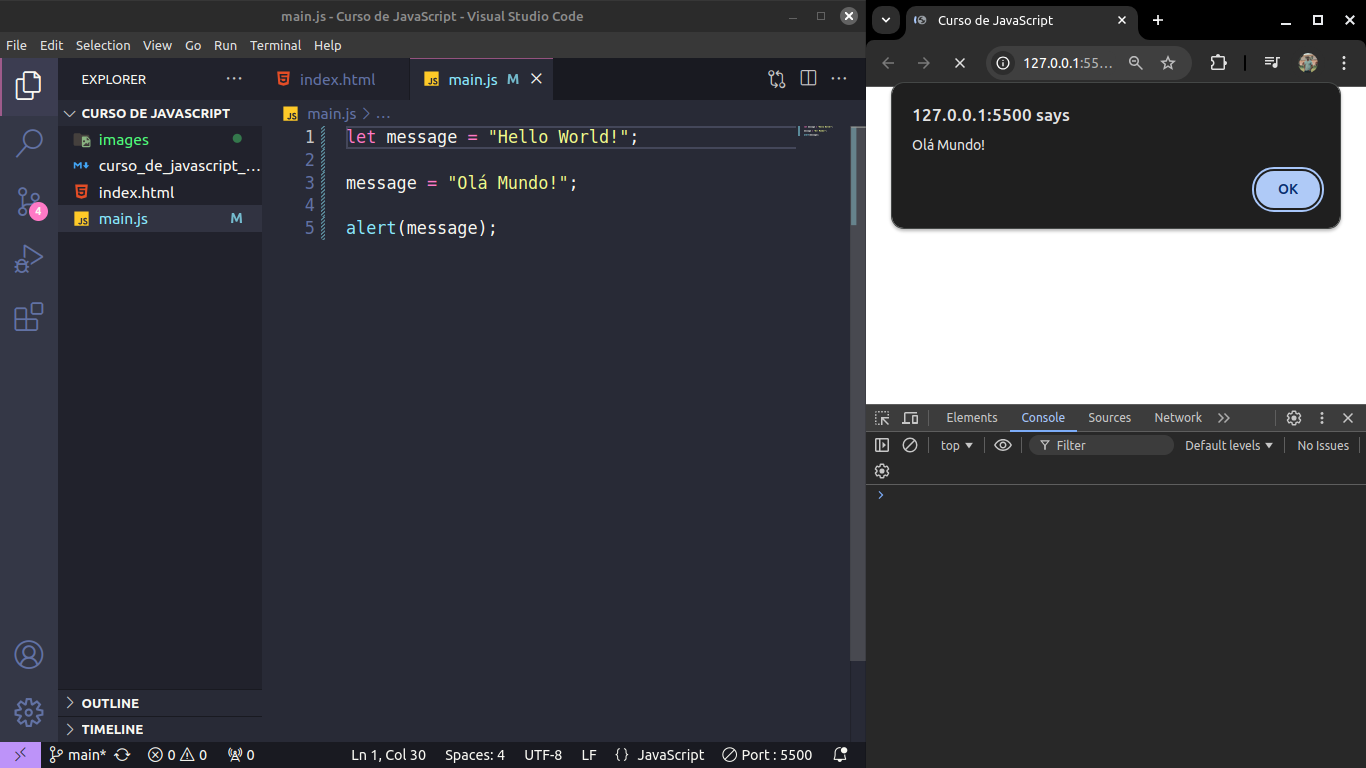 main.js - Curso de JavaScript - Visual Studio Code
File Edit Selection View Go Run Terminal Help
EXPLORER
CURSO DE JAVASCRIPT
images
curso_de_javascript_...
index.html
main.js M
4
OUTLINE
TIMELINE
index.html
main.js M
main.js > ...
1 let message = "Hello World!";
2
3 message = "Olá Mundo!";
4
5 alert(message);
main* 0 0 0 Ln 1, Col 30 Spaces: 4 UTF-8 LF {} JavaScript Port : 5500
Curso de JavaScript
127.0.0.1:55...
127.0.0.1:5500 says
Olá Mundo!
OK
Elements Console Sources Network
top Filter Default levels No Issues